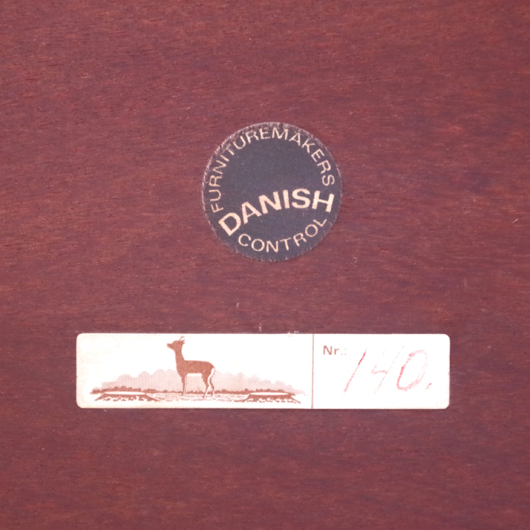 FURNITUREMAKERS
DANISH
CONTROL
Nr.: 140.